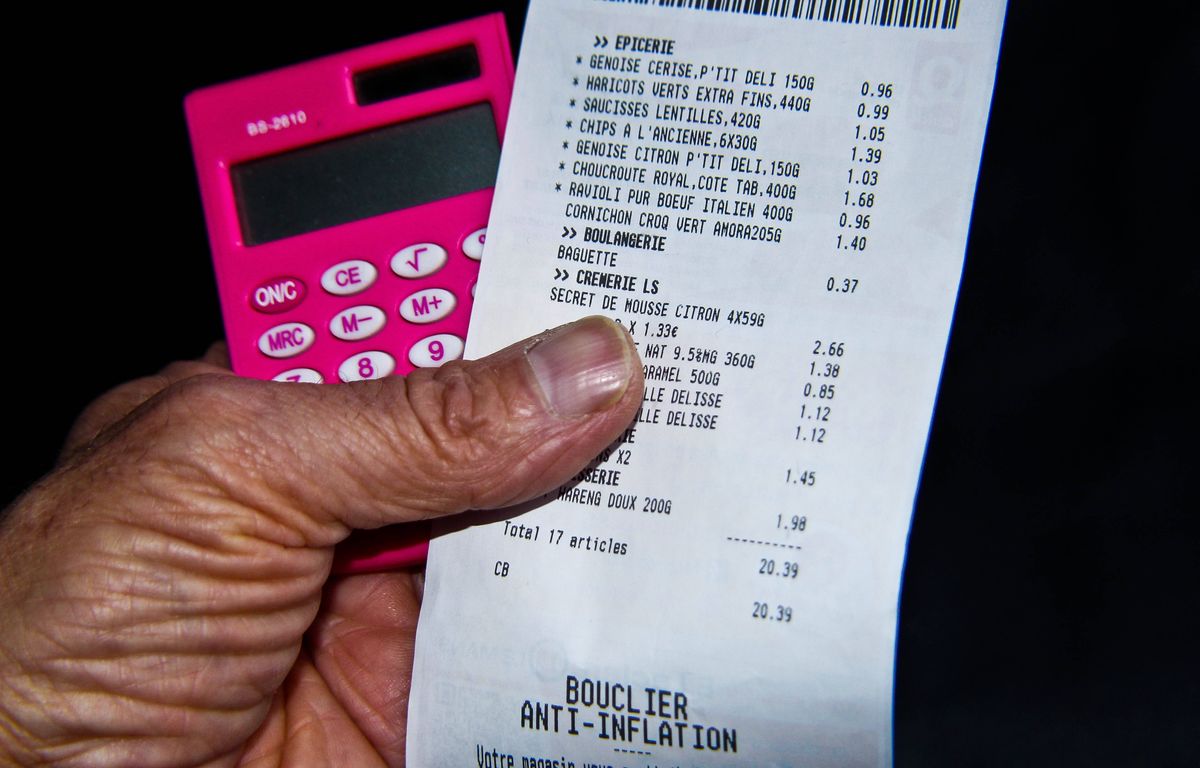 BS-2810
ON/C CE √
MRC M− M+
8 9
>> EPICERIE
* GENOISE CERISE,P'TIT DELI 150G 0.96
* HARICOTS VERTS EXTRA FINS,440G 0.99
* SAUCISSES LENTILLES,420G 1.05
* CHIPS A L'ANCIENNE,6X30G 1.39
* GENOISE CITRON P'TIT DELI,150G 1.03
* CHOUCROUTE ROYAL,COTE TAB,400G 1.68
* RAVIOLI PUR BOEUF ITALIEN 400G 0.96
CORNICHON CROQ VERT AMORA205G 1.40
>> BOULANGERIE
BAGUETTE 0.37
>> CREMERIE LS
SECRET DE MOUSSE CITRON 4X59G
X 1.33€ 2.66
NAT 9.5%MG 360G 1.38
ARAMEL 500G 0.85
LLE DELISSE 1.12
LLE DELISSE 1.12
IE
X2 1.45
SSERIE
HARENG DOUX 200G 1.98
----------
Total 17 articles 20.39
CB 20.39
BOUCLIER
ANTI-INFLATION
-----
Votre magasin vous